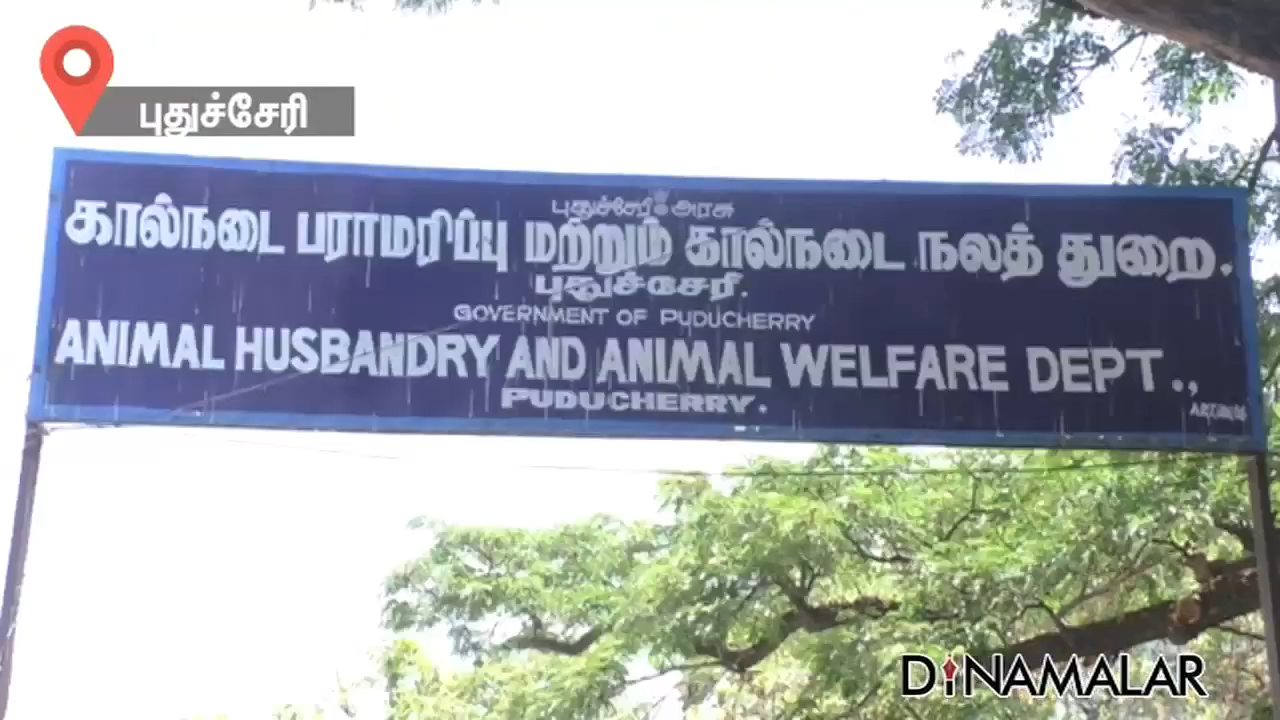 புதுச்சேரி
புதுச்சேரி அரசு
கால்நடை பராமரிப்பு மற்றும் கால்நடை நலத் துறை.
புதுச்சேரி.
GOVERNMENT OF PUDUCHERRY
ANIMAL HUSBANDRY AND ANIMAL WELFARE DEPT.,
PUDUCHERRY.
DINAMALAR